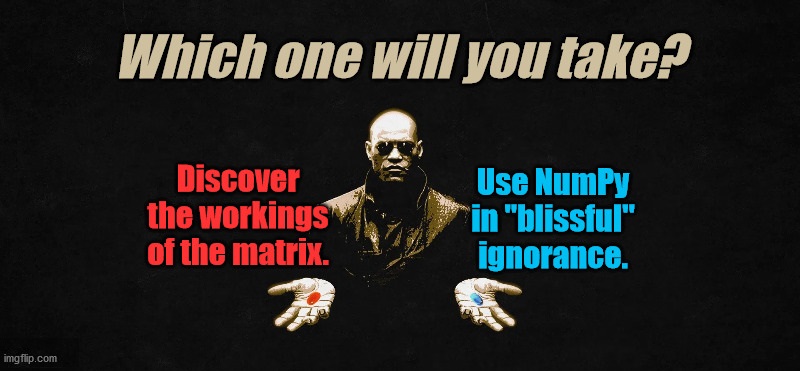 Which one will you take?
Discover
the workings
of the matrix.
Use NumPy
in "blissful"
ignorance.
imgflip.com